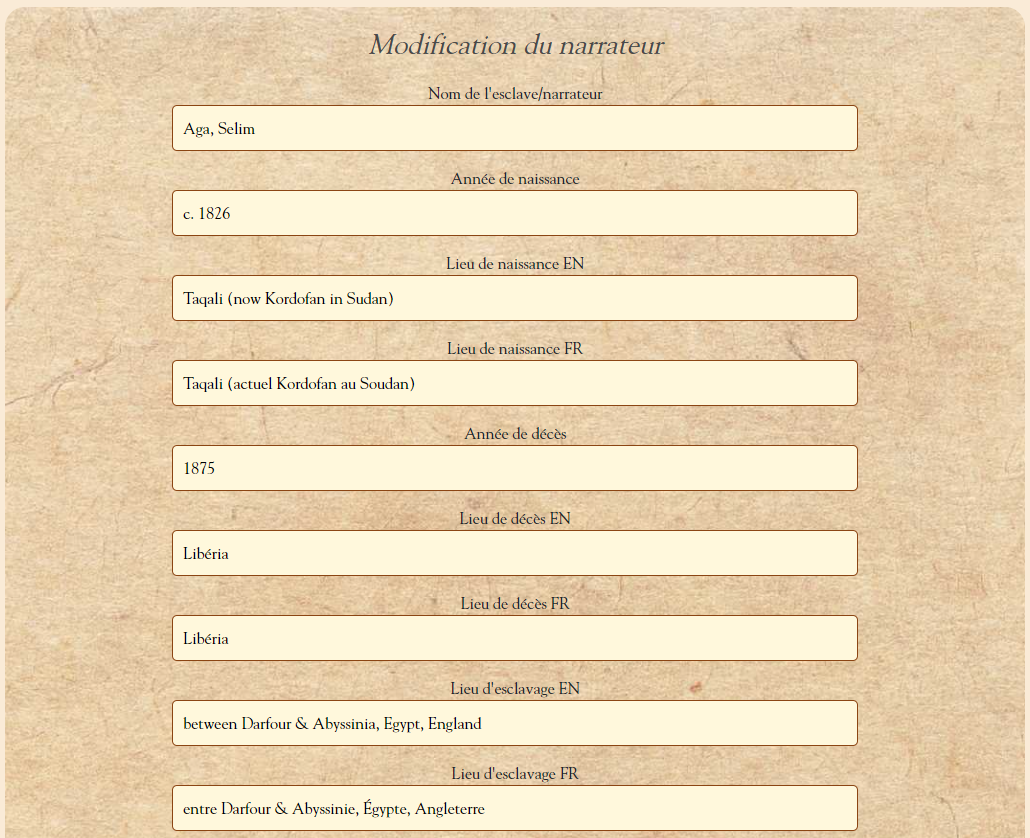 Modification du narrateur
Nom de l'esclave/narrateur
Aga, Selim
Année de naissance
c. 1826
Lieu de naissance EN
Taqali (now Kordofan in Sudan)
Lieu de naissance FR
Taqali (actuel Kordofan au Soudan)
Année de décès
1875
Lieu de décès EN
Libéria
Lieu de décès FR
Libéria
Lieu d'esclavage EN
between Darfour & Abyssinia, Egypt, England
Lieu d'esclavage FR
entre Darfour & Abyssinie, Égypte, Angleterre